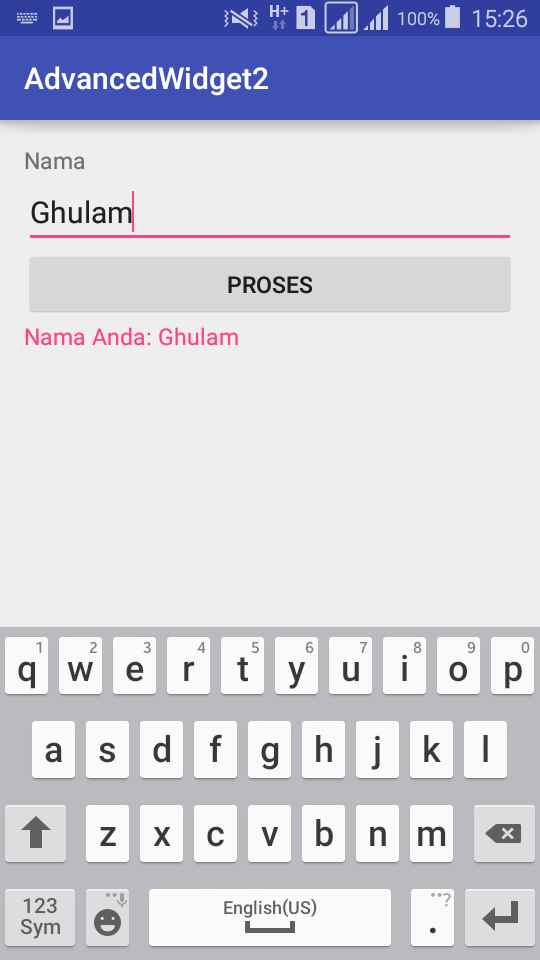 H+ 1 100% 15:26
AdvancedWidget2
Nama
Ghulam
PROSES
Nama Anda: Ghulam
1 2 3 4 5 6 7 8 9 0
q w e r t y u i o p
a s d f g h j k l
z x c v b n m
123
Sym
English(US)
. ?